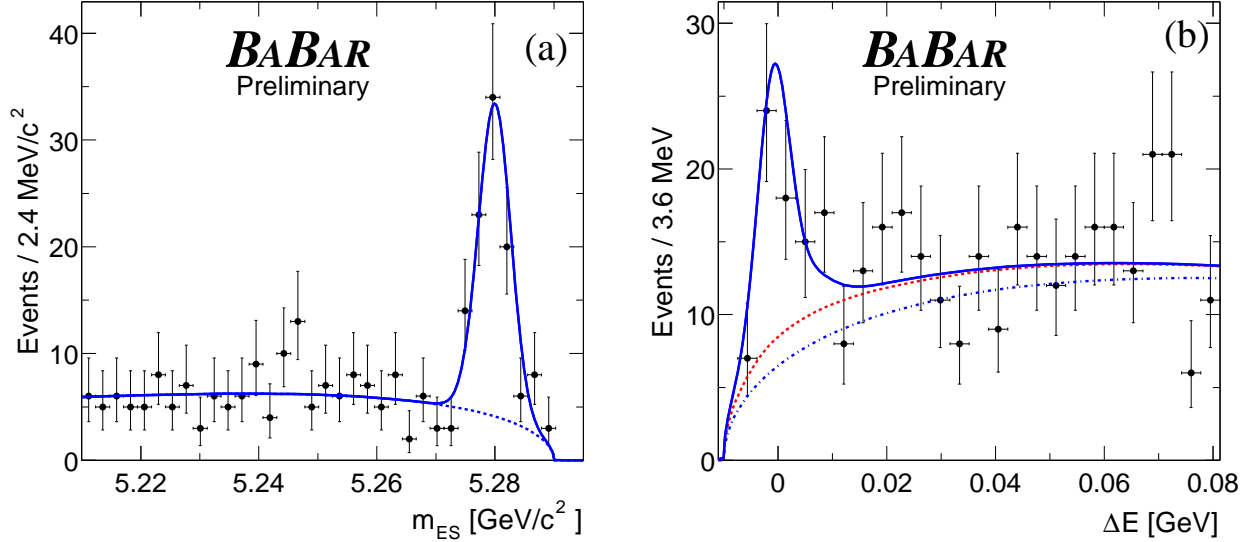 BABAR
Preliminary
(a)
Events / 2.4 MeV/c²
40
30
20
10
0
5.22 5.24 5.26 5.28
m_ES [GeV/c² ]
BABAR
Preliminary
(b)
Events / 3.6 MeV
30
20
10
0
0 0.02 0.04 0.06 0.08
ΔE [GeV]